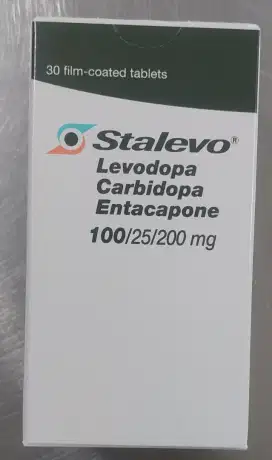 30 film-coated tablets
Stalevo®
Levodopa
Carbidopa
Entacapone
100/25/200 mg